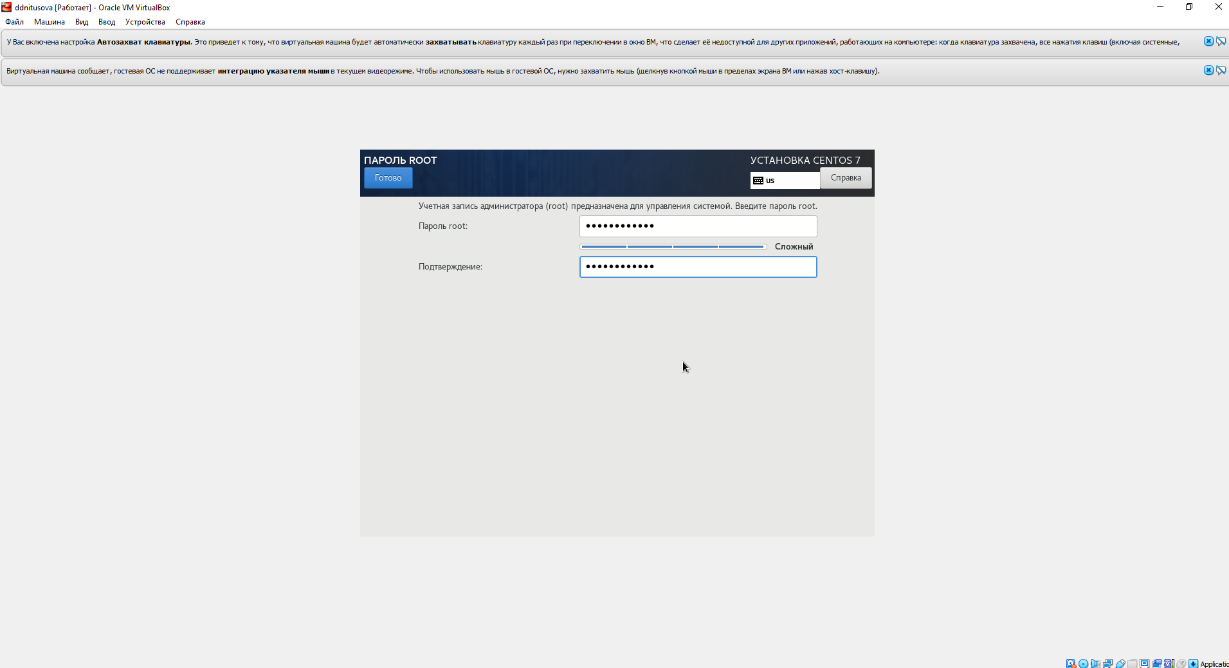 ddnitusova [Работает] - Oracle VM VirtualBox
Файл Машина Вид Ввод Устройства Справка
У Вас включена настройка Автозахват клавиатуры. Это приведет к тому, что виртуальная машина будет автоматически захватывать клавиатуру каждый раз при переключении в окно ВМ, что сделает её недоступной для других приложений, работающих на компьютере: когда клавиатура захвачена, все нажатия клавиш (включая системные,
Виртуальная машина сообщает, гостевая ОС не поддерживает интеграцию указателя мыши в текущем видеорежиме. Чтобы использовать мышь в гостевой ОС, нужно захватить мышь (щелкнув кнопкой мыши в пределах экрана ВМ или нажав хост-клавишу).
ПАРОЛЬ ROOT УСТАНОВКА CENTOS 7
Готово us Справка
Учетная запись администратора (root) предназначена для управления системой. Введите пароль root.
Пароль root: ••••••••••••
Сложный
Подтверждение: ••••••••••••
Applicatio